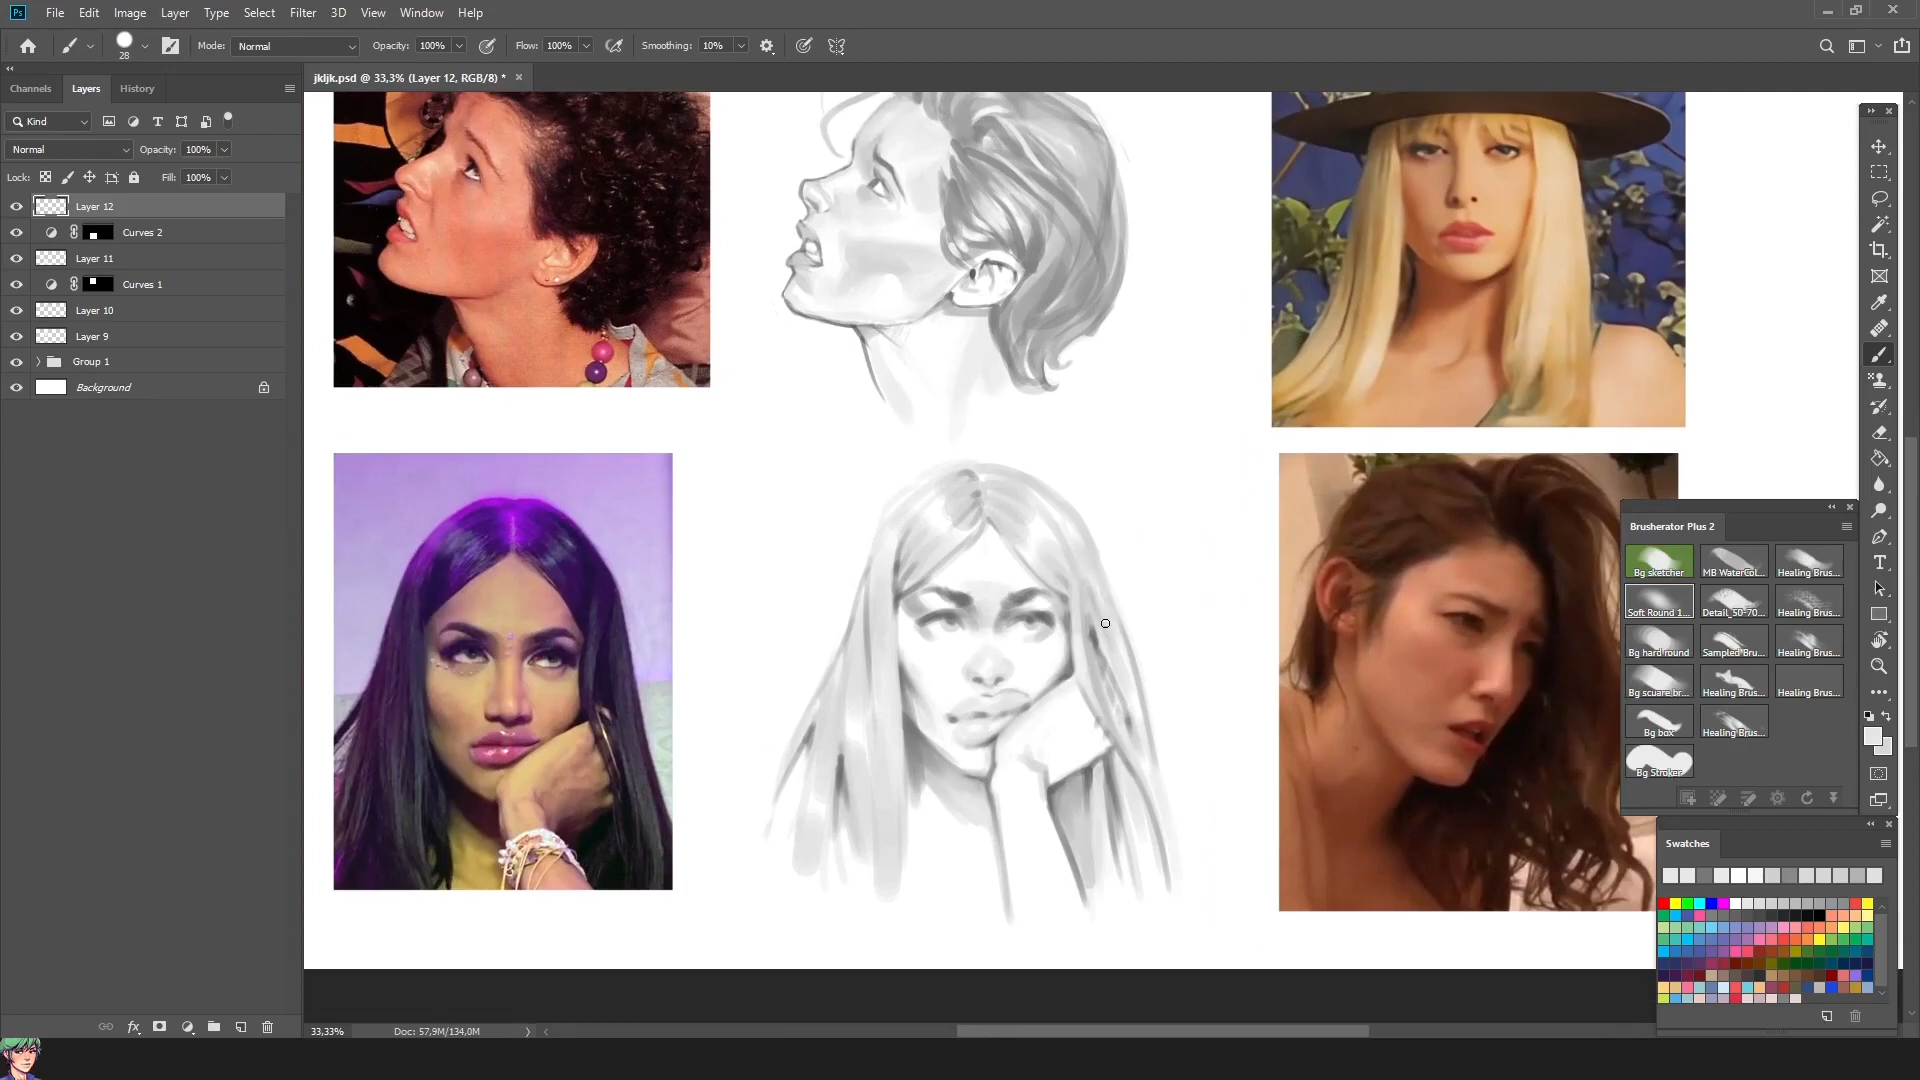 Ps File Edit Image Layer Type Select Filter 3D View Window Help
28 Mode: Normal Opacity: 100% Flow: 100% Smoothing: 10%
Channels Layers History
jkljk.psd @ 33,3% (Layer 12, RGB/8) *
Kind
Normal Opacity: 100%
Lock: Fill: 100%
Layer 12
Curves 2
Layer 11
Curves 1
Layer 10
Layer 9
Group 1
Background
Brusherator Plus 2
Bg sketcher MB WaterCol... Healing Brus...
Soft Round 1... Detail_50-70... Healing Brus...
Bg hard round Sampled Bru... Healing Brus...
Bg scuare br... Healing Brus... Healing Brus...
Bg box Healing Brus...
Bg Stroker
Swatches
fx
33,33% Doc: 57,9M/134,0M